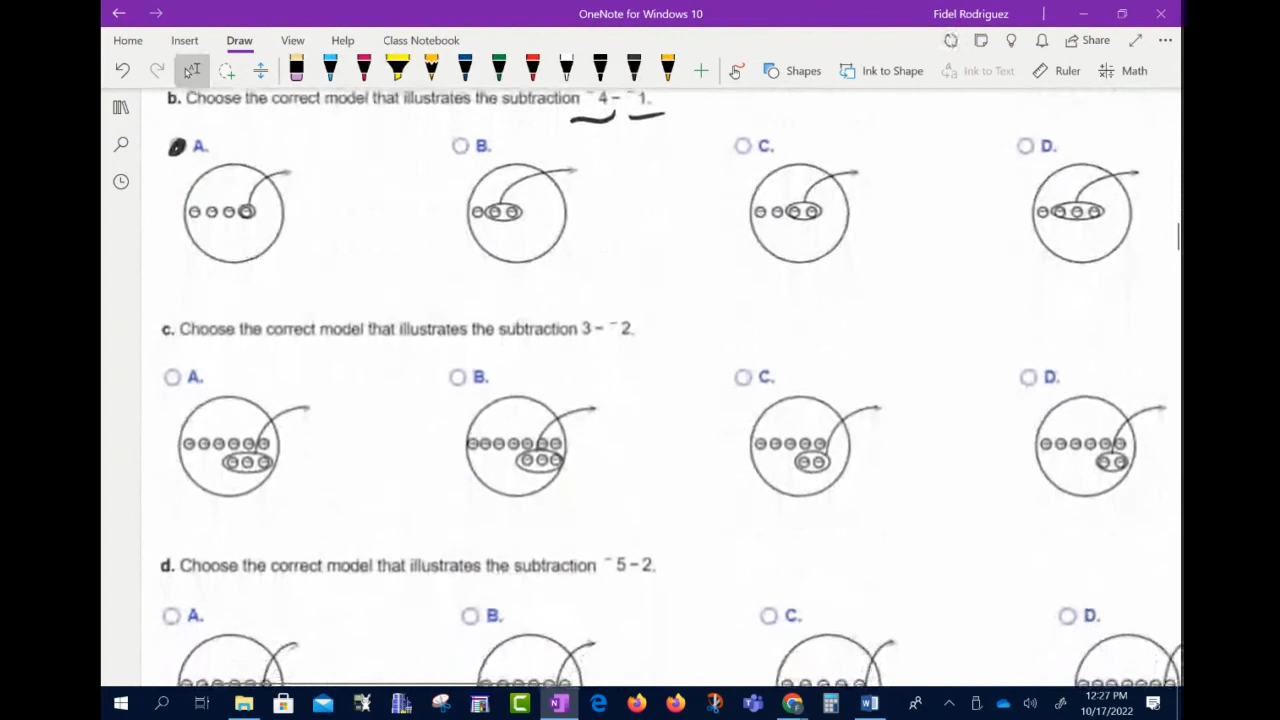 OneNote for Windows 10
Fidel Rodriguez
Home Insert Draw View Help Class Notebook
Share
Shapes Ink to Shape Ink to Text Ruler Math
b. Choose the correct model that illustrates the subtraction ⁻4 − ⁻1.
A. B. C. D.
c. Choose the correct model that illustrates the subtraction 3 − ⁻2.
A. B. C. D.
d. Choose the correct model that illustrates the subtraction ⁻5 − 2.
A. B. C. D.
12:27 PM
10/17/2022